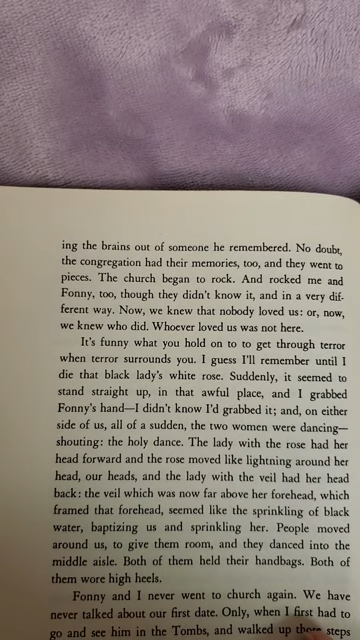 ing the brains out of someone he remembered. No doubt,
the congregation had their memories, too, and they went to
pieces. The church began to rock. And rocked me and
Fonny, too, though they didn't know it, and in a very dif-
ferent way. Now, we knew that nobody loved us: or, now,
we knew who did. Whoever loved us was not here.
It's funny what you hold on to to get through terror
when terror surrounds you. I guess I'll remember until I
die that black lady's white rose. Suddenly, it seemed to
stand straight up, in that awful place, and I grabbed
Fonny's hand—I didn't know I'd grabbed it; and, on either
side of us, all of a sudden, the two women were dancing—
shouting: the holy dance. The lady with the rose had her
head forward and the rose moved like lightning around her
head, our heads, and the lady with the veil had her head
back: the veil which was now far above her forehead, which
framed that forehead, seemed like the sprinkling of black
water, baptizing us and sprinkling her. People moved
around us, to give them room, and they danced into the
middle aisle. Both of them held their handbags. Both of
them wore high heels.
Fonny and I never went to church again. We have
never talked about our first date. Only, when I first had to
go and see him in the Tombs, and walked up those steps